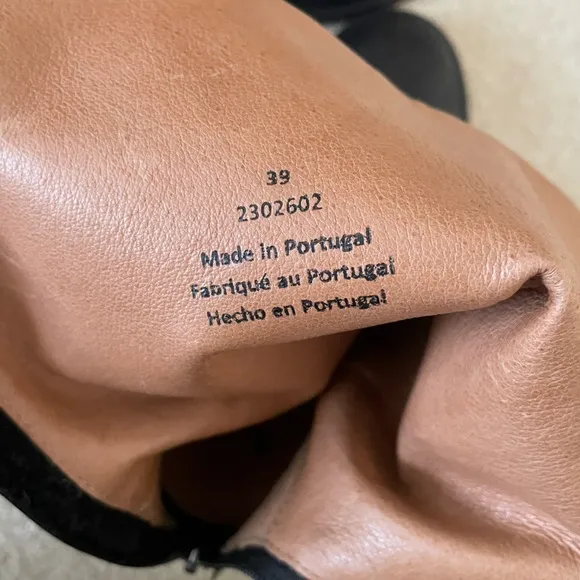 39
2302602
Made in Portugal
Fabriqué au Portugal
Hecho en Portugal